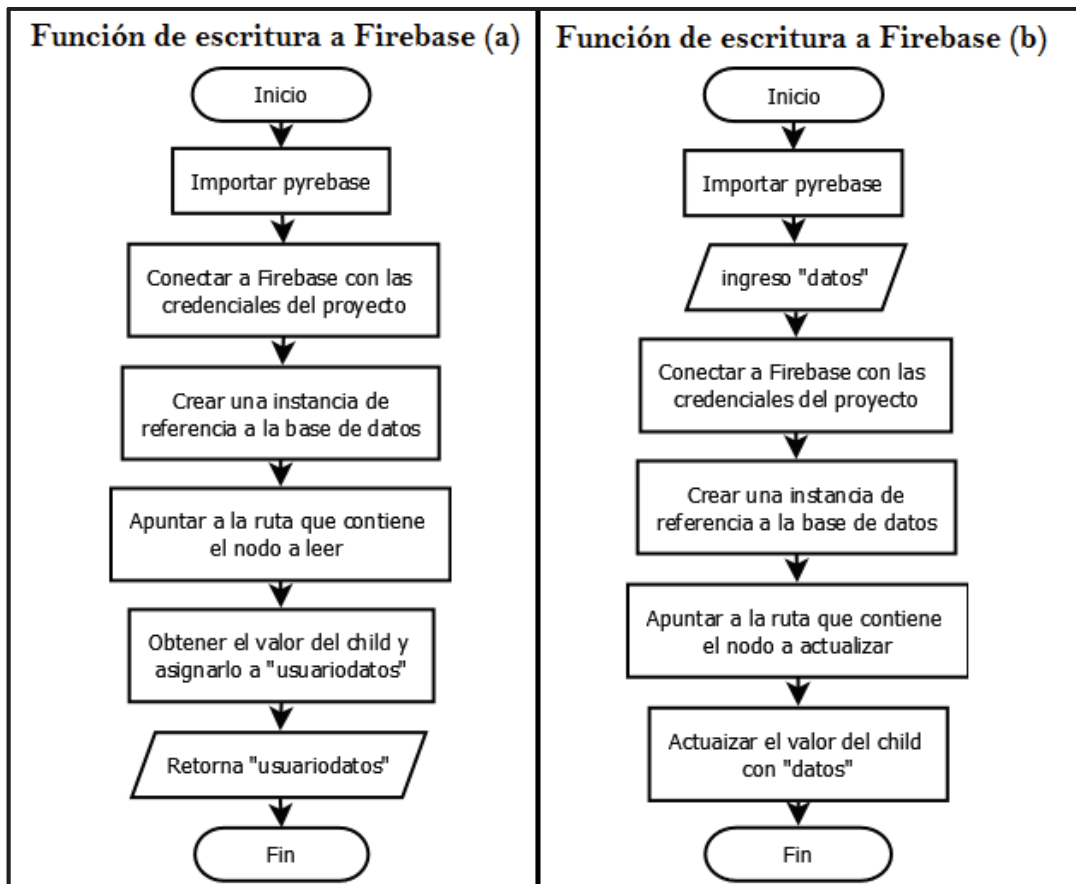 Función de escritura a Firebase (a)
Inicio
Importar pyrebase
Conectar a Firebase con las
credenciales del proyecto
Crear una instancia de
referencia a la base de datos
Apuntar a la ruta que contiene
el nodo a leer
Obtener el valor del child y
asignarlo a "usuariodatos"
Retorna "usuariodatos"
Fin
Función de escritura a Firebase (b)
Inicio
Importar pyrebase
ingreso "datos"
Conectar a Firebase con las
credenciales del proyecto
Crear una instancia de
referencia a la base de datos
Apuntar a la ruta que contiene
el nodo a actualizar
Actuaizar el valor del child
con "datos"
Fin